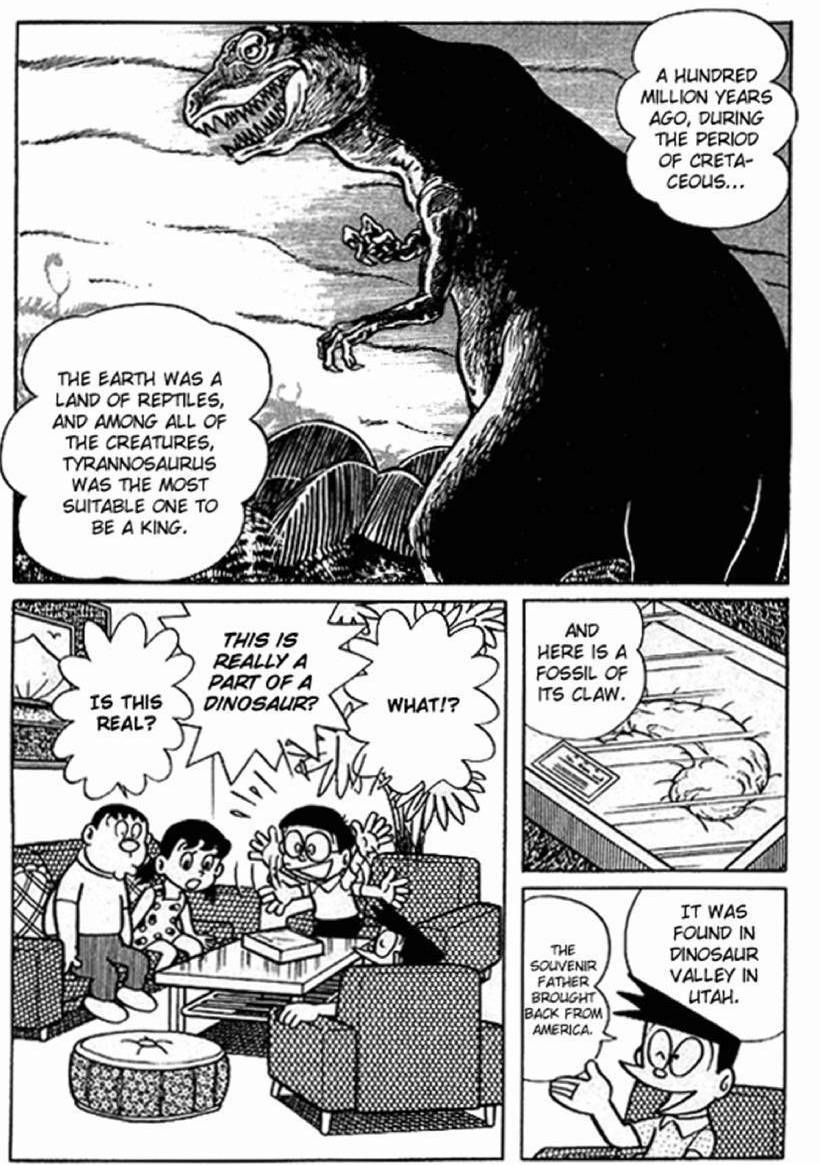 A HUNDRED
MILLION YEARS
AGO, DURING
THE PERIOD
OF CRETA-
CEOUS...
THE EARTH WAS A
LAND OF REPTILES,
AND AMONG ALL OF
THE CREATURES,
TYRANNOSAURUS
WAS THE MOST
SUITABLE ONE TO
BE A KING.
IS THIS
REAL?
THIS IS
REALLY A
PART OF A
DINOSAUR?
WHAT!?
AND
HERE IS A
FOSSIL OF
ITS CLAW.
THE
SOUVENIR
FATHER
BROUGHT
BACK FROM
AMERICA.
IT WAS
FOUND IN
DINOSAUR
VALLEY IN
UTAH.